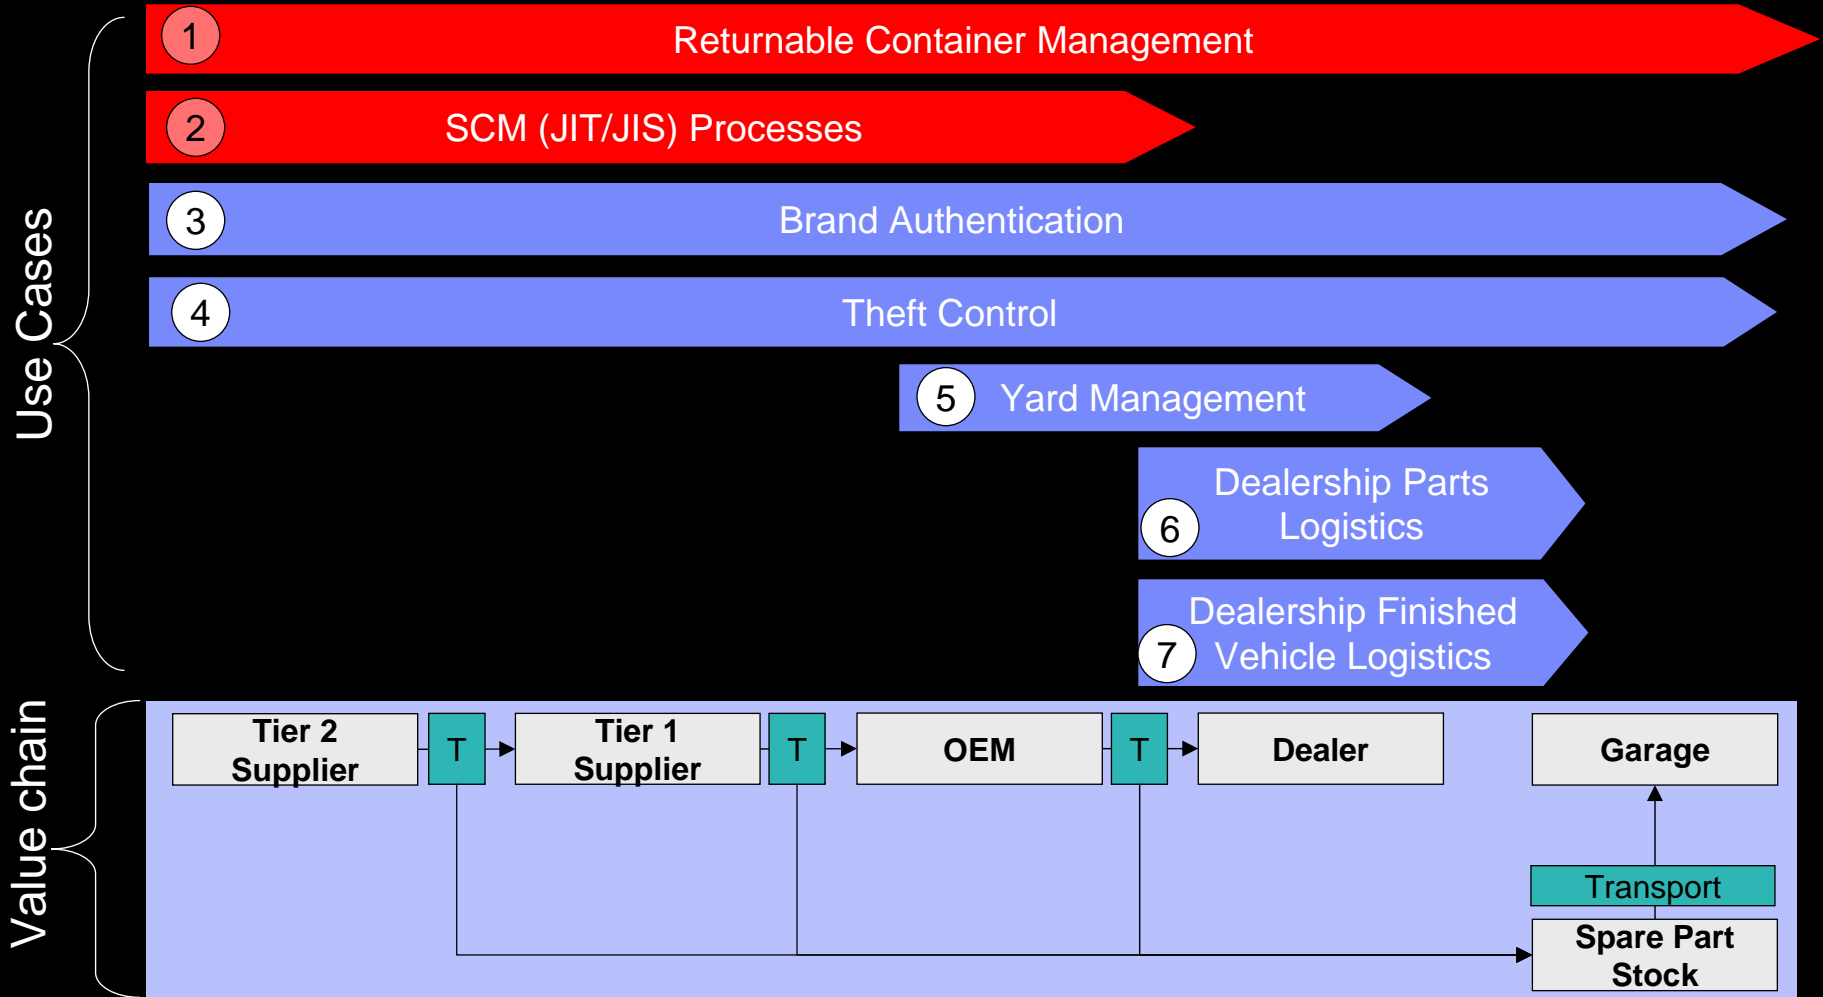 Use Cases
1
Returnable Container Management
2
SCM (JIT/JIS) Processes
3
Brand Authentication
4
Theft Control
5
Yard Management
6
Dealership Parts
Logistics
7
Dealership Finished
Vehicle Logistics
Value chain
Tier 2
Supplier
T
Tier 1
Supplier
T
OEM
T
Dealer
Garage
Transport
Spare Part
Stock